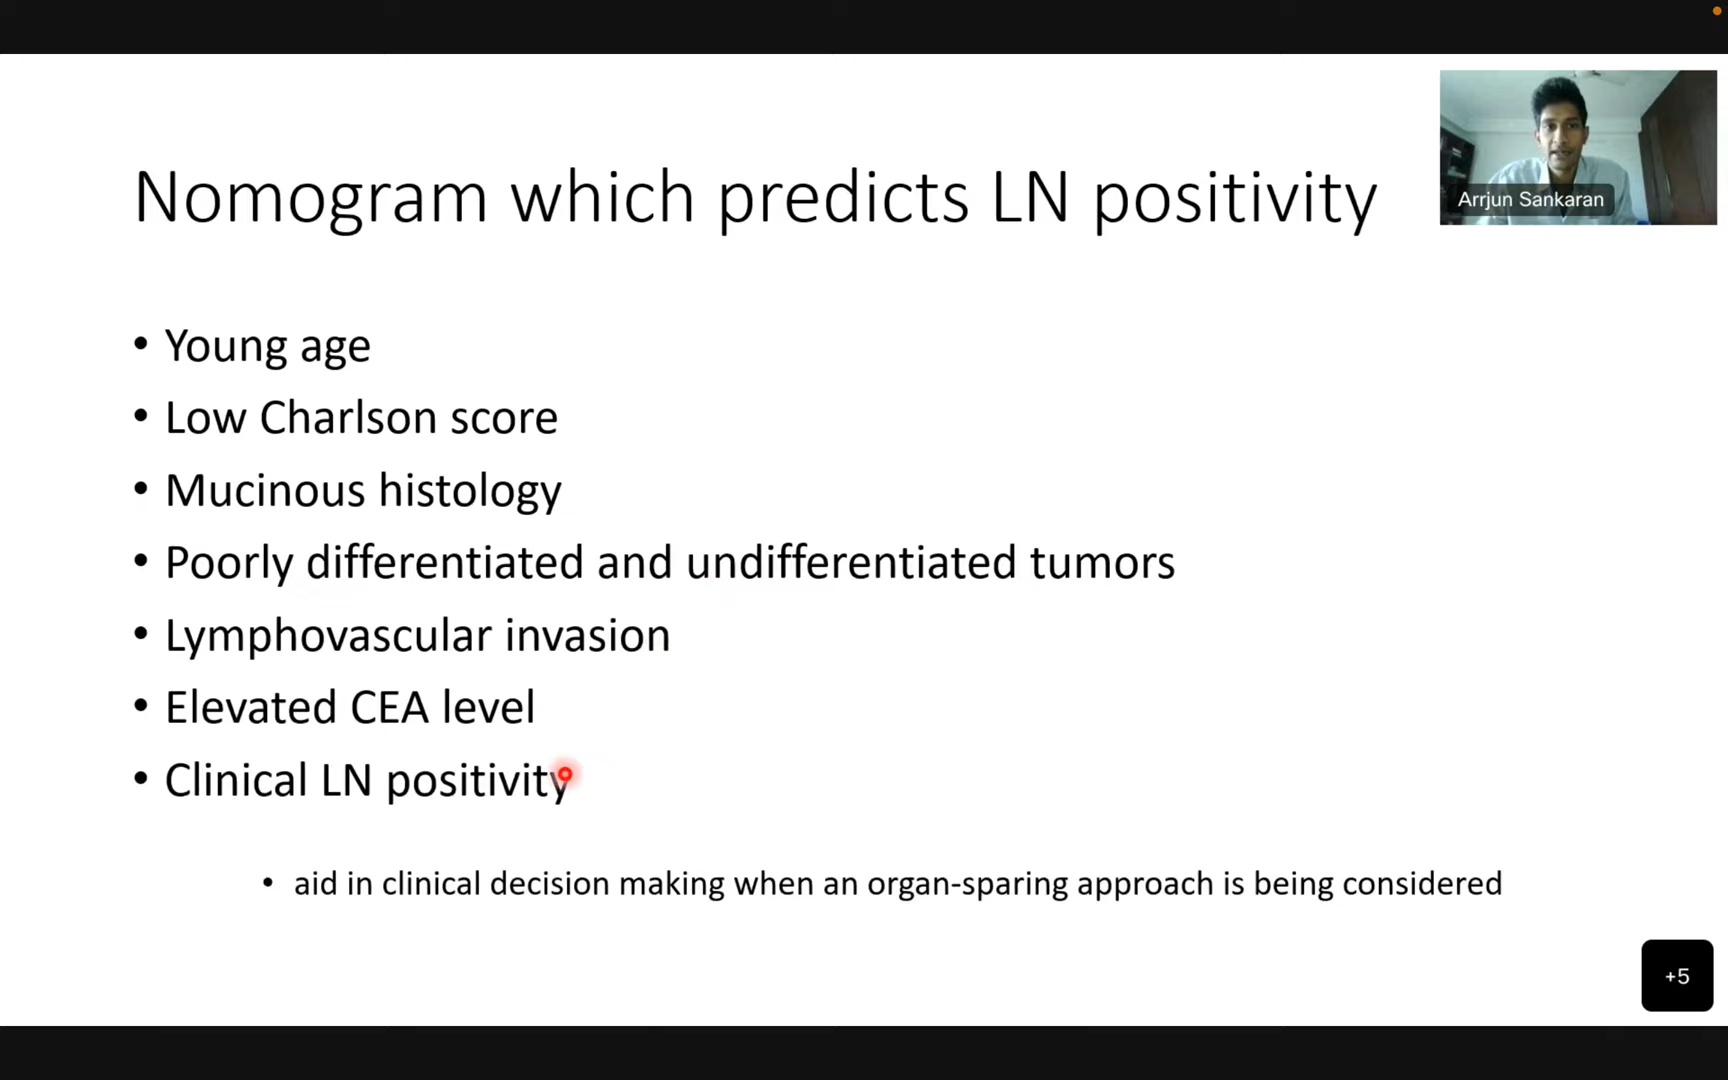 Nomogram which predicts LN positivity
Arrjun Sankaran
• Young age
• Low Charlson score
• Mucinous histology
• Poorly differentiated and undifferentiated tumors
• Lymphovascular invasion
• Elevated CEA level
• Clinical LN positivity
• aid in clinical decision making when an organ-sparing approach is being considered
+5